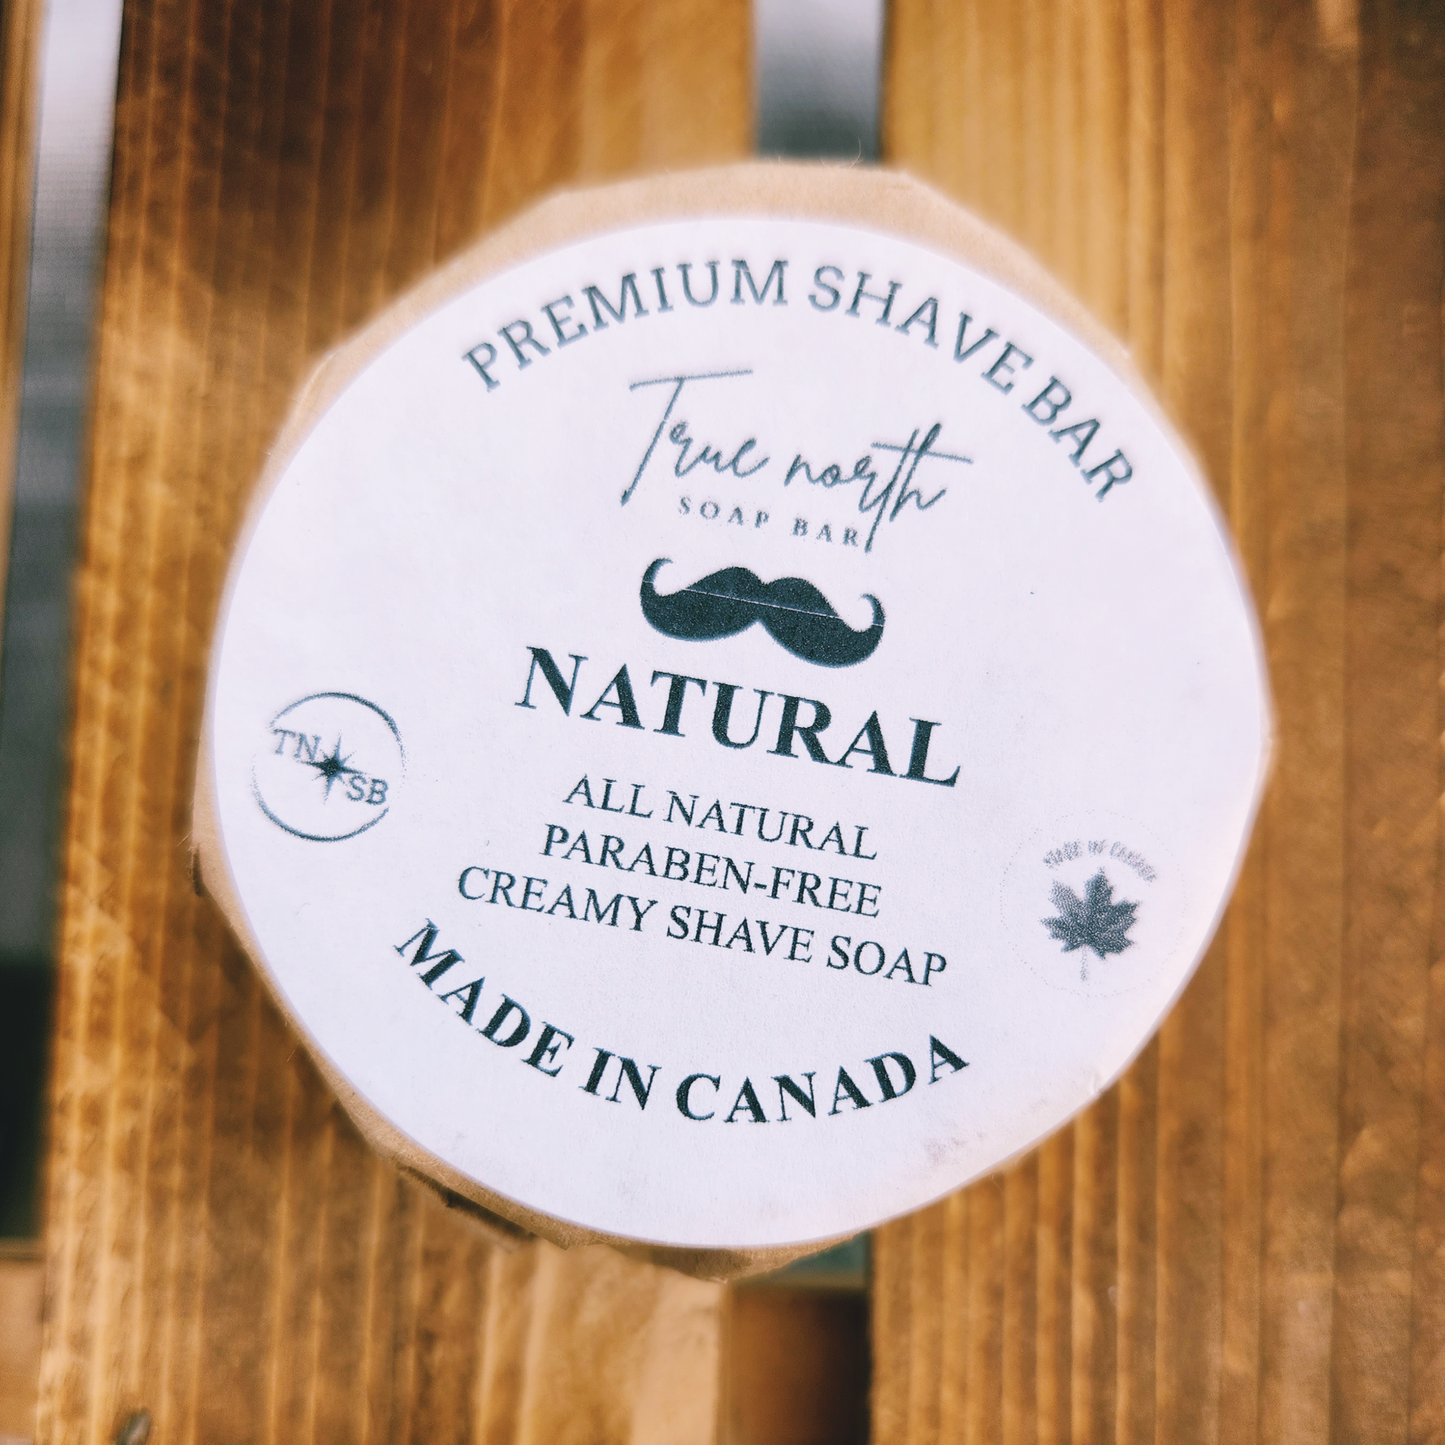 PREMIUM SHAVE BAR
True north
SOAP BAR
NATURAL
TN SB
ALL NATURAL
PARABEN-FREE
CREAMY SHAVE SOAP
MADE IN CANADA
MADE IN CANADA